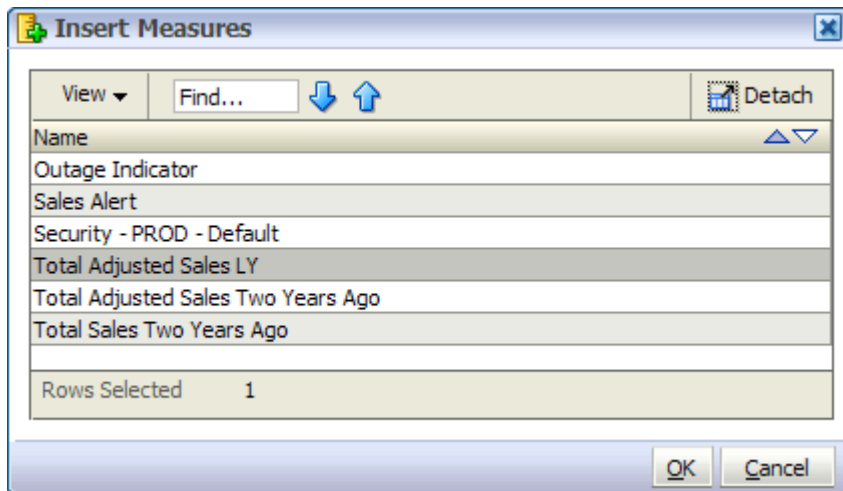 Insert Measures
View Find... Detach
Name
Outage Indicator
Sales Alert
Security - PROD - Default
Total Adjusted Sales LY
Total Adjusted Sales Two Years Ago
Total Sales Two Years Ago
Rows Selected 1
OK Cancel